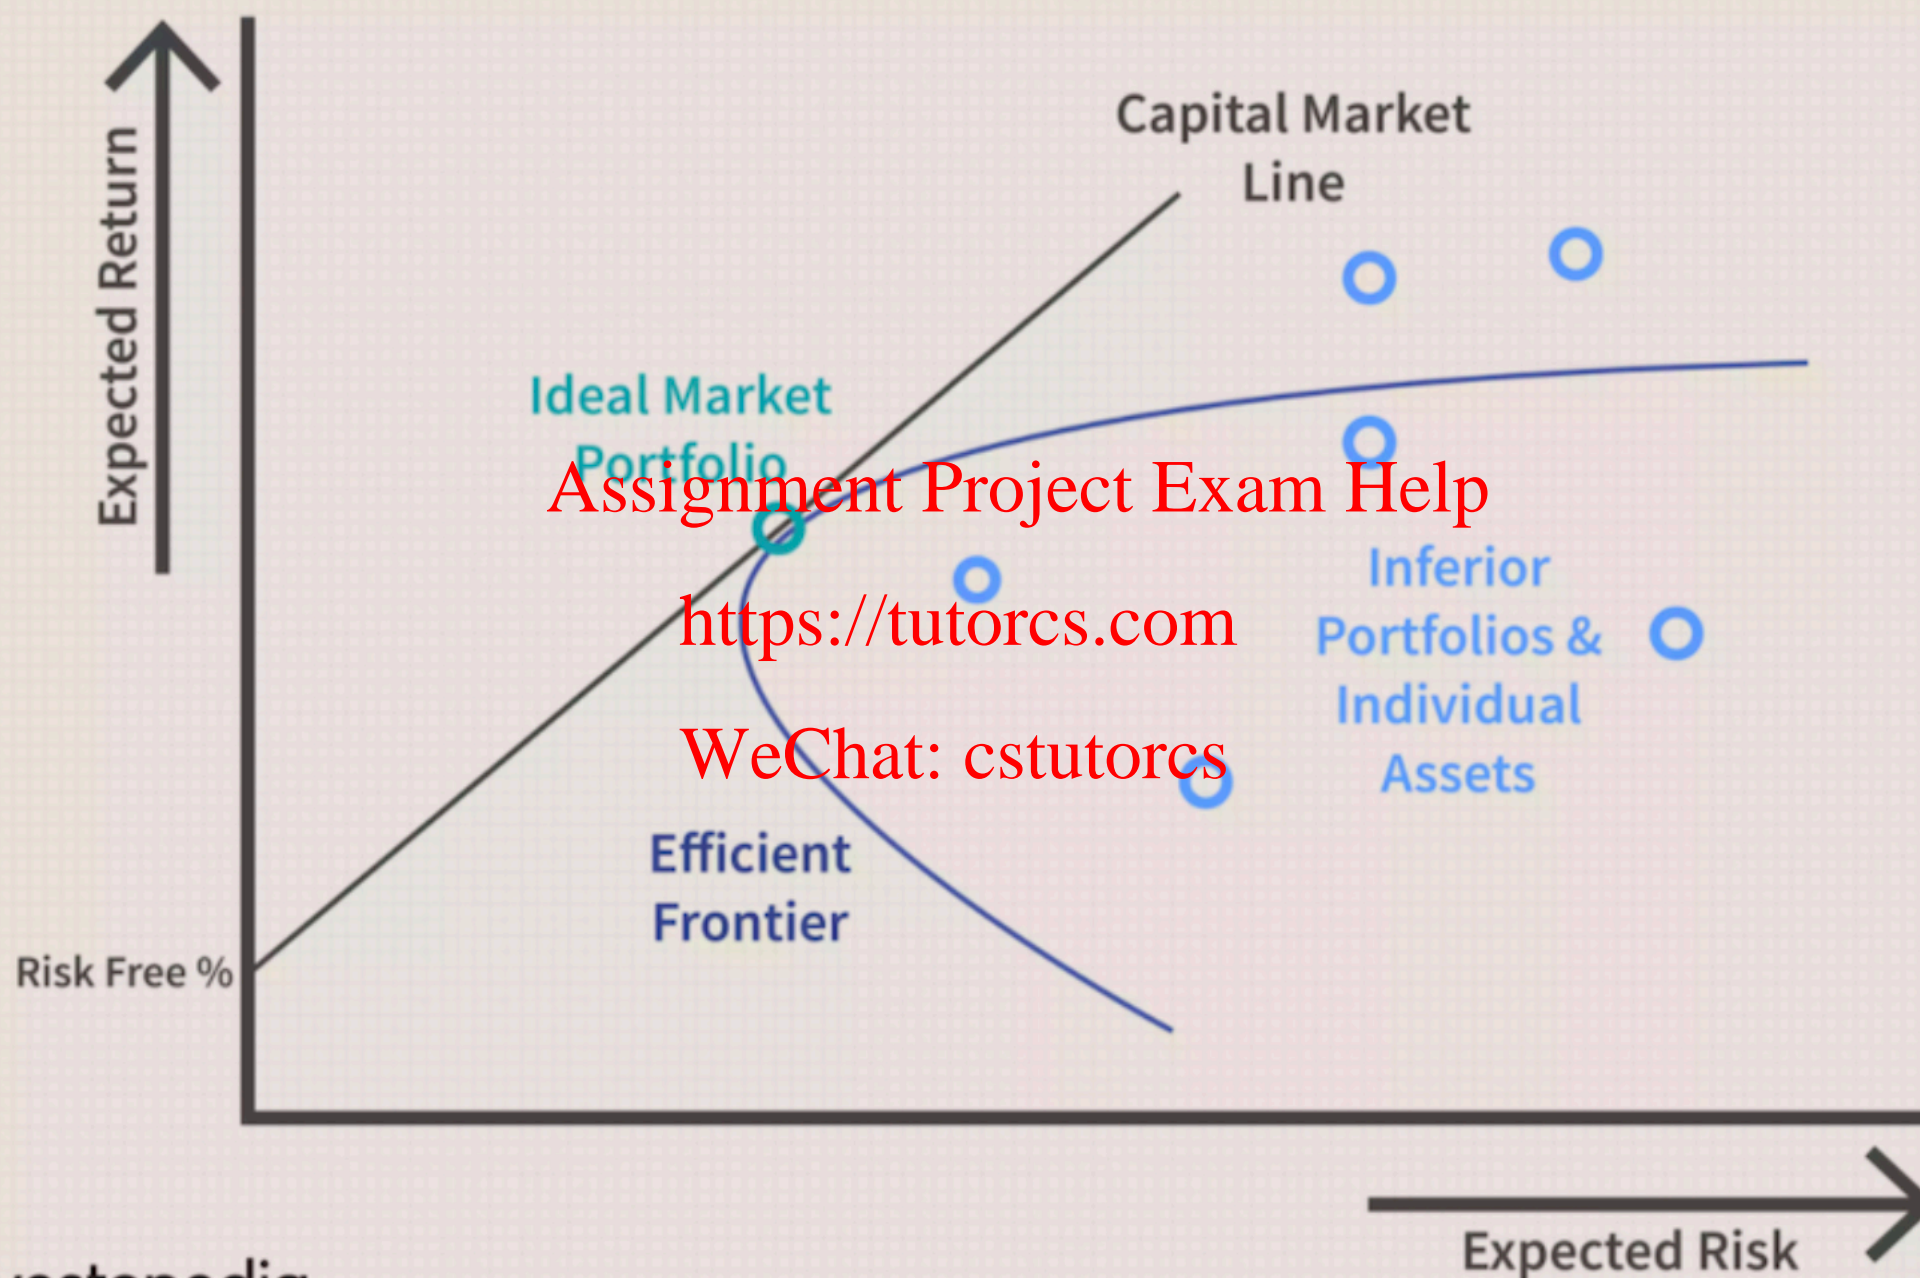 Expected Return
Capital Market
Line
Ideal Market
Portfolio
Assignment Project Exam Help
https://tutorcs.com
WeChat: cstutorcs
Inferior
Portfolios &
Individual
Assets
Efficient
Frontier
Risk Free %
Expected Risk